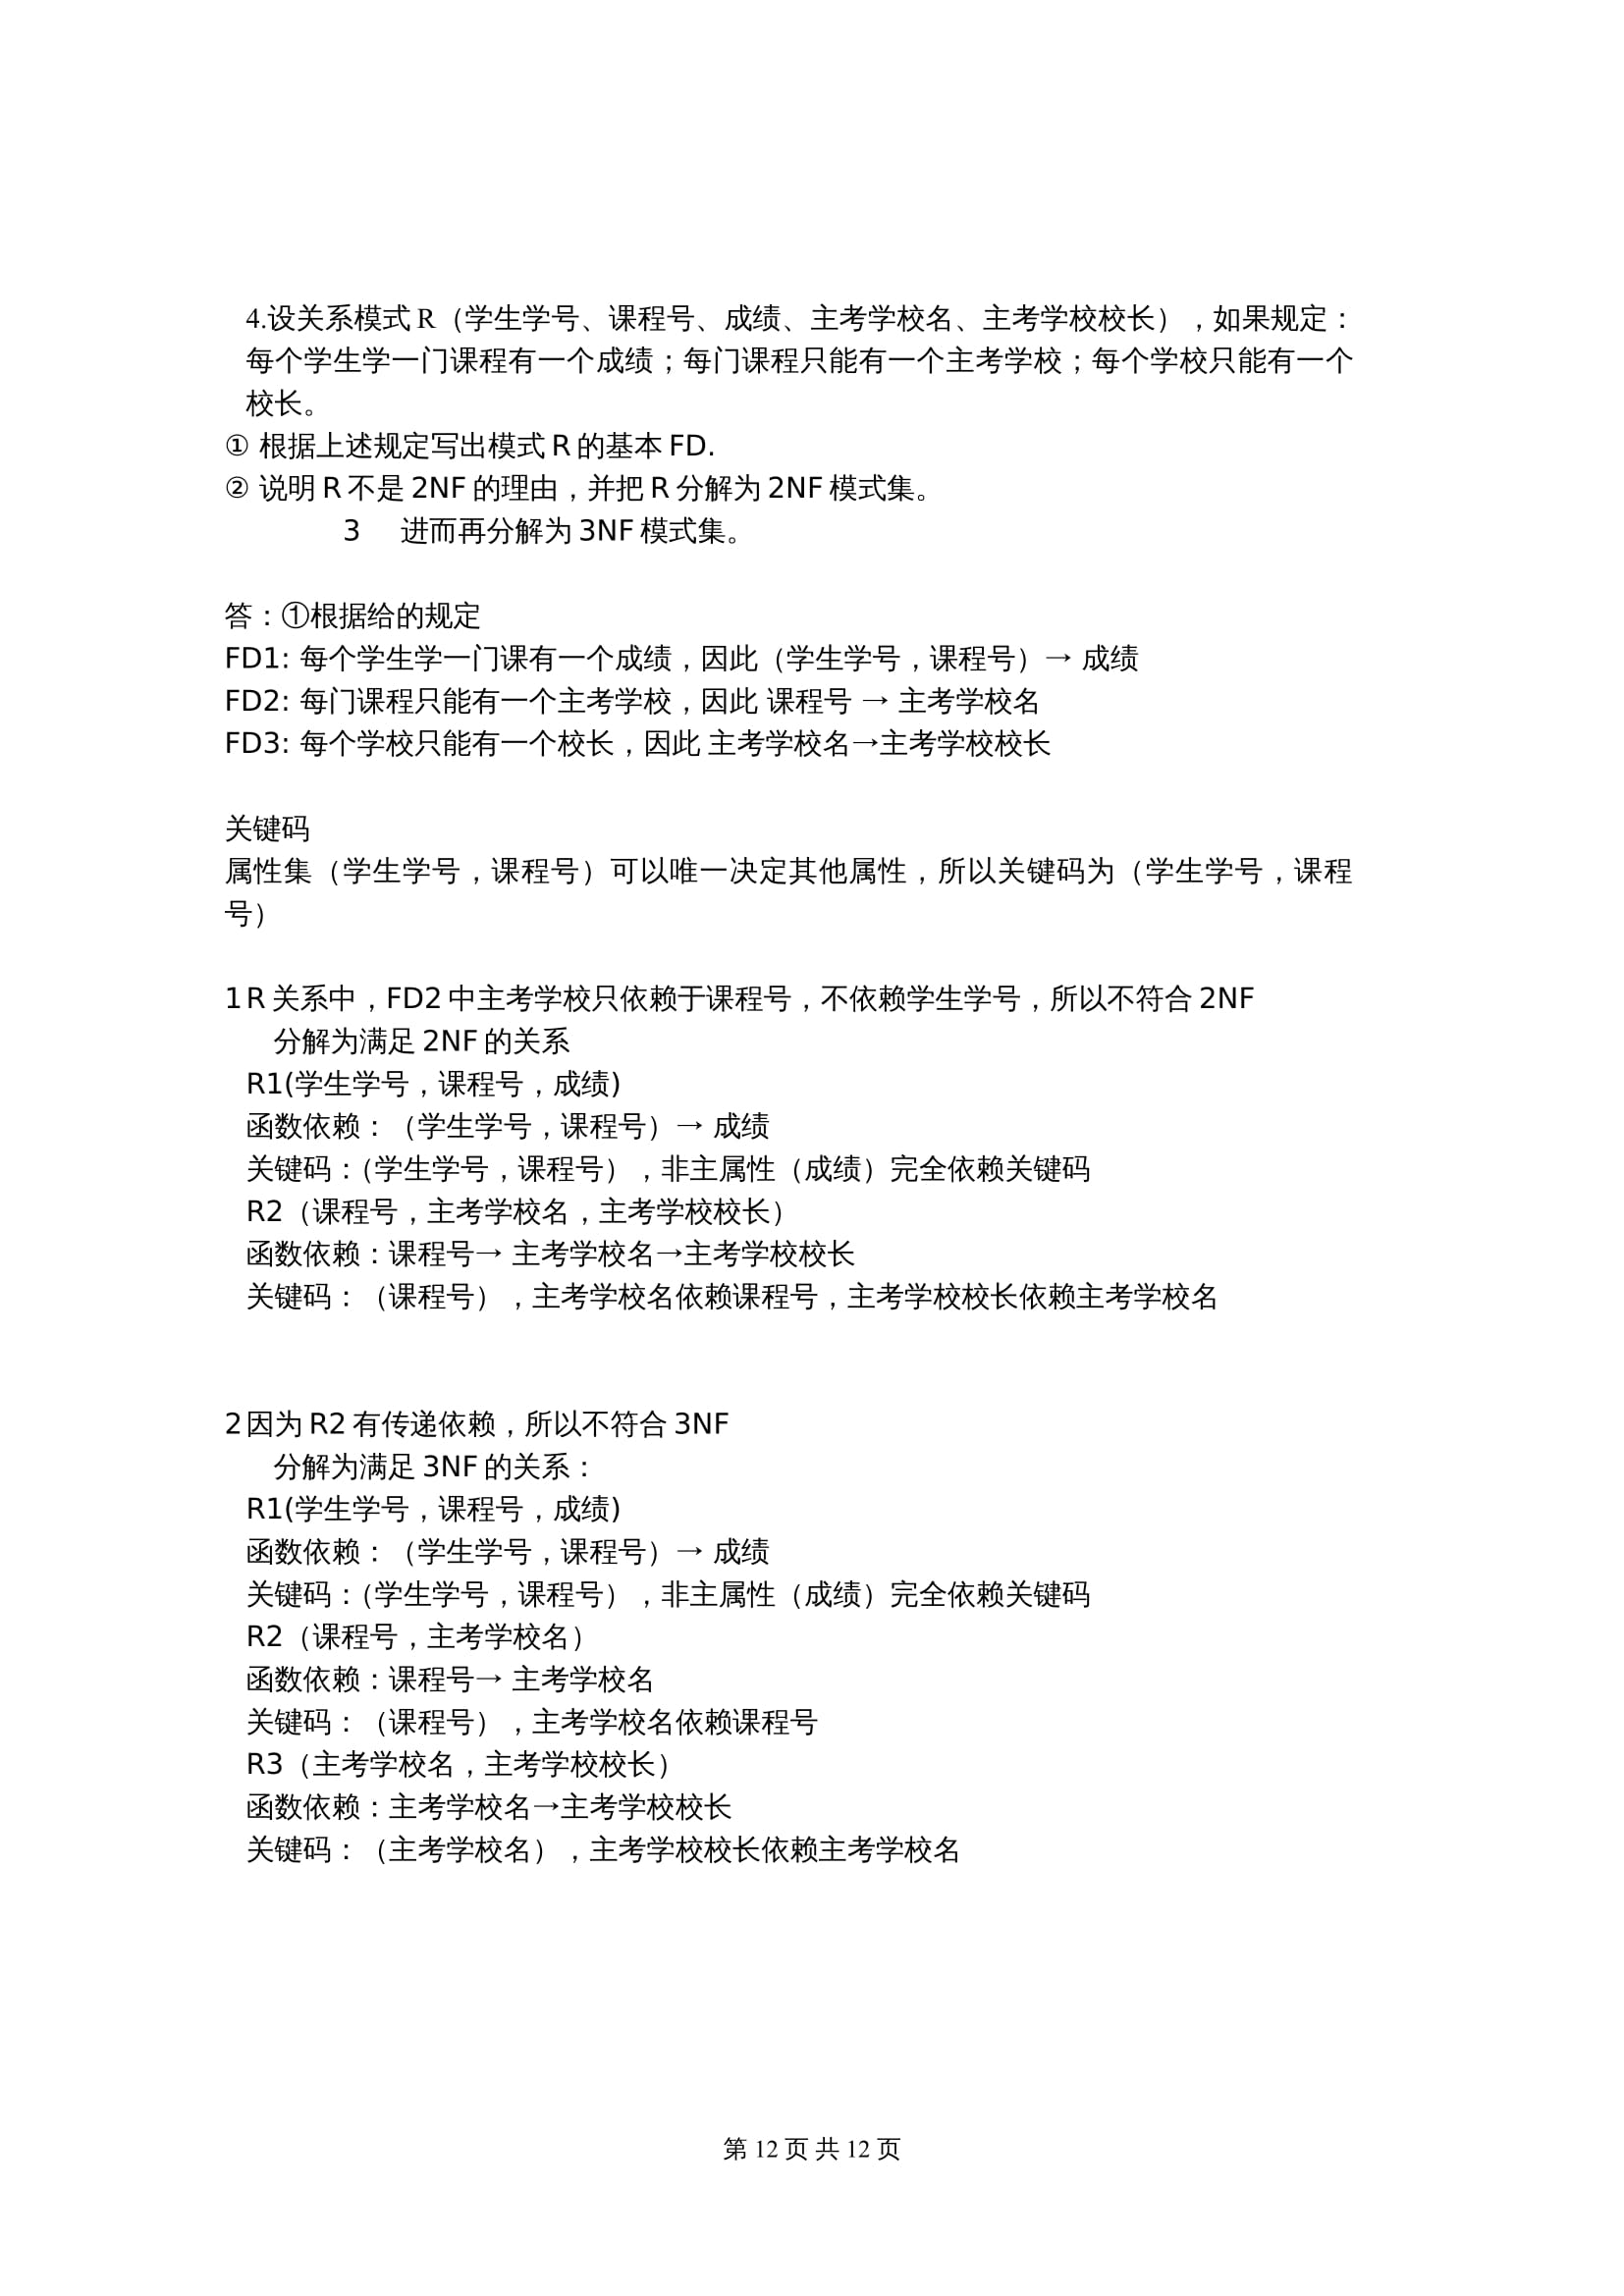 4.设关系模式 R（学生学号、课程号、成绩、主考学校名、主考学校校长），如果规定：
每个学生学一门课程有一个成绩；每门课程只能有一个主考学校；每个学校只能有一个
校长。
① 根据上述规定写出模式 R 的基本 FD.
② 说明 R 不是 2NF 的理由，并把 R 分解为 2NF 模式集。
3 进而再分解为 3NF 模式集。
答：①根据给的规定
FD1: 每个学生学一门课有一个成绩，因此（学生学号，课程号）→ 成绩
FD2: 每门课程只能有一个主考学校，因此 课程号 → 主考学校名
FD3: 每个学校只能有一个校长，因此 主考学校名→主考学校校长
关键码
属性集（学生学号，课程号）可以唯一决定其他属性，所以关键码为（学生学号，课程
号）
1 R 关系中，FD2 中主考学校只依赖于课程号，不依赖学生学号，所以不符合 2NF
分解为满足 2NF 的关系
R1(学生学号，课程号，成绩)
函数依赖：（学生学号，课程号）→ 成绩
关键码：（学生学号，课程号），非主属性（成绩）完全依赖关键码
R2（课程号，主考学校名，主考学校校长）
函数依赖：课程号→ 主考学校名→主考学校校长
关键码：（课程号），主考学校名依赖课程号，主考学校校长依赖主考学校名
2 因为 R2 有传递依赖，所以不符合 3NF
分解为满足 3NF 的关系：
R1(学生学号，课程号，成绩)
函数依赖：（学生学号，课程号）→ 成绩
关键码：（学生学号，课程号），非主属性（成绩）完全依赖关键码
R2（课程号，主考学校名）
函数依赖：课程号→ 主考学校名
关键码：（课程号），主考学校名依赖课程号
R3（主考学校名，主考学校校长）
函数依赖：主考学校名→主考学校校长
关键码：（主考学校名），主考学校校长依赖主考学校名
第 12 页 共 12 页